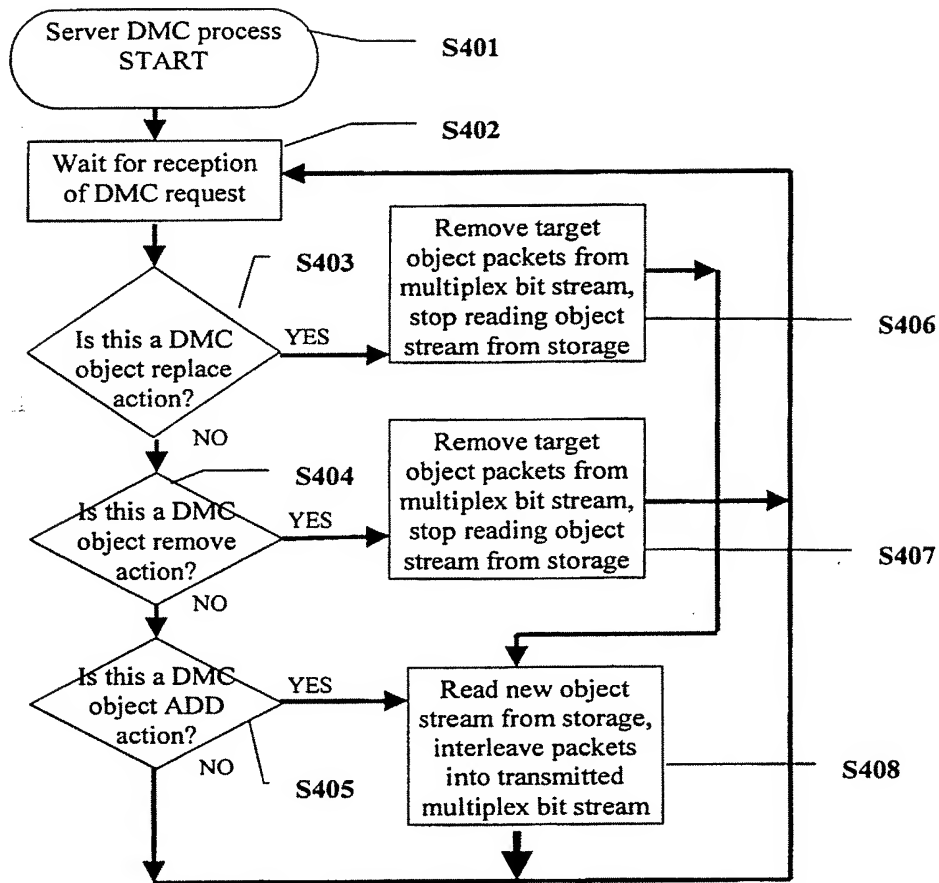 Server DMC process
START
S401
S402
Wait for reception
of DMC request
S403
Is this a DMC
object replace
action?
YES
NO
Remove target
object packets from
multiplex bit stream,
stop reading object
stream from storage
S406
S404
Is this a DMC
object remove
action?
YES
NO
Remove target
object packets from
multiplex bit stream,
stop reading object
stream from storage
S407
Is this a DMC
object ADD
action?
YES
NO
S405
Read new object
stream from storage,
interleave packets
into transmitted
multiplex bit stream
S408